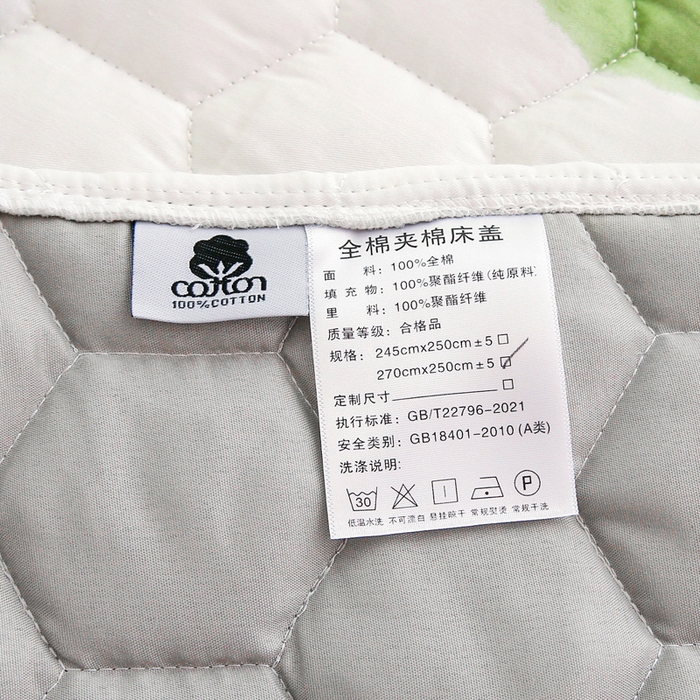 cotton
100%COTTON
全棉夹棉床盖
面 料: 100%全棉
填 充 物: 100%聚酯纤维(纯原料)
里 料: 100%聚酯纤维
质量等级: 合格品
规格: 245cmx250cm±5
270cmx250cm±5
定制尺寸
执行标准: GB/T22796-2021
安全类别: GB18401-2010 (A类)
洗涤说明:
30
P
低温水洗 不可漂白 悬挂晾干 常规熨烫 常规干洗